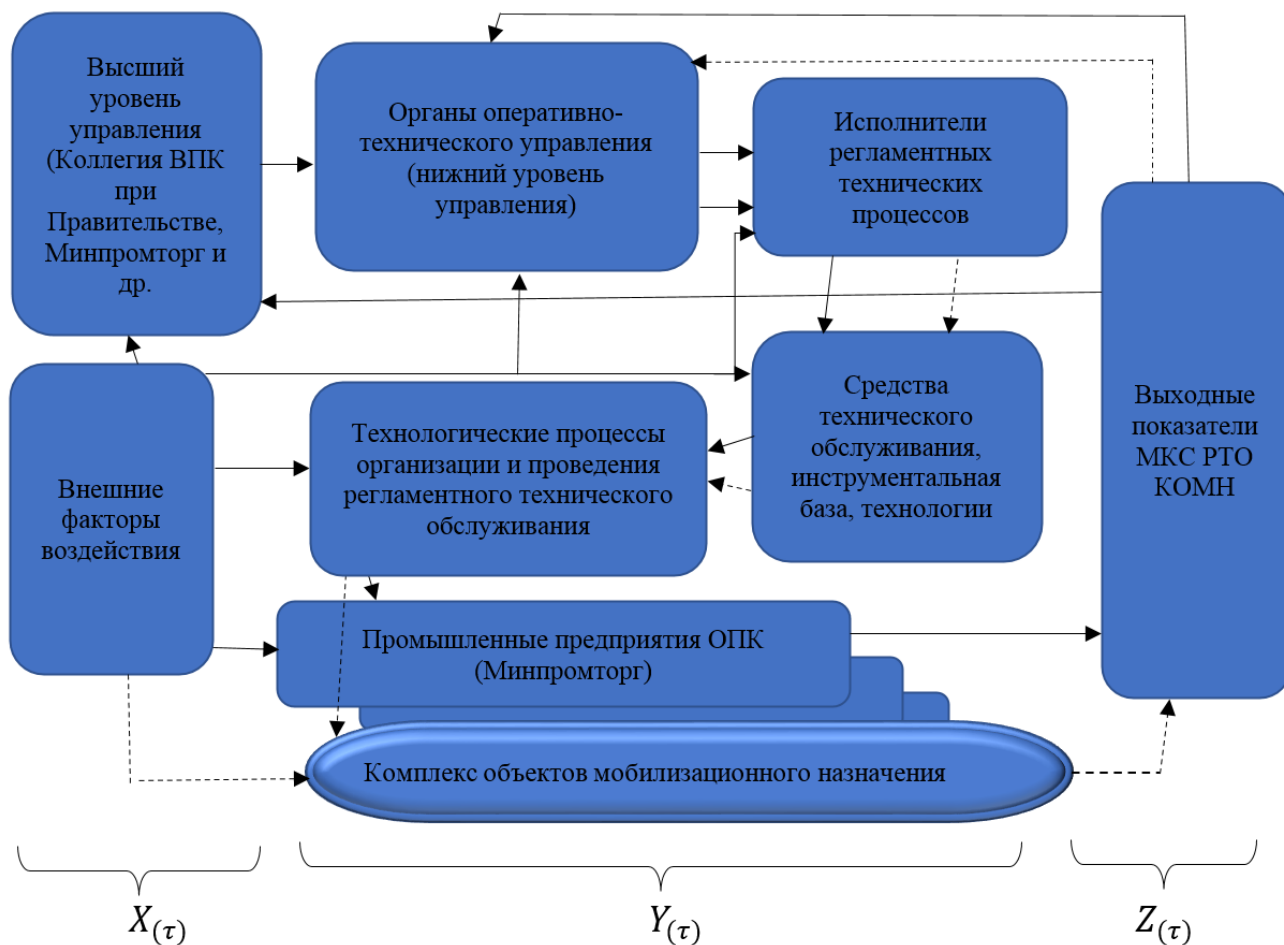 Высший
уровень
управления
(Коллегия ВПК
при
Правительстве,
Минпромторг и
др.
Органы оперативно-
технического управления
(нижний уровень
управления)
Исполнители
регламентных
технических
процессов
Внешние
факторы
воздействия
Технологические процессы
организации и проведения
регламентного технического
обслуживания
Средства
технического
обслуживания,
инструментальная
база, технологии
Выходные
показатели
МКС РТО
КОМН
Промышленные предприятия ОПК
(Минпромторг)
Комплекс объектов мобилизационного назначения
X(τ)
Y(τ)
Z(τ)